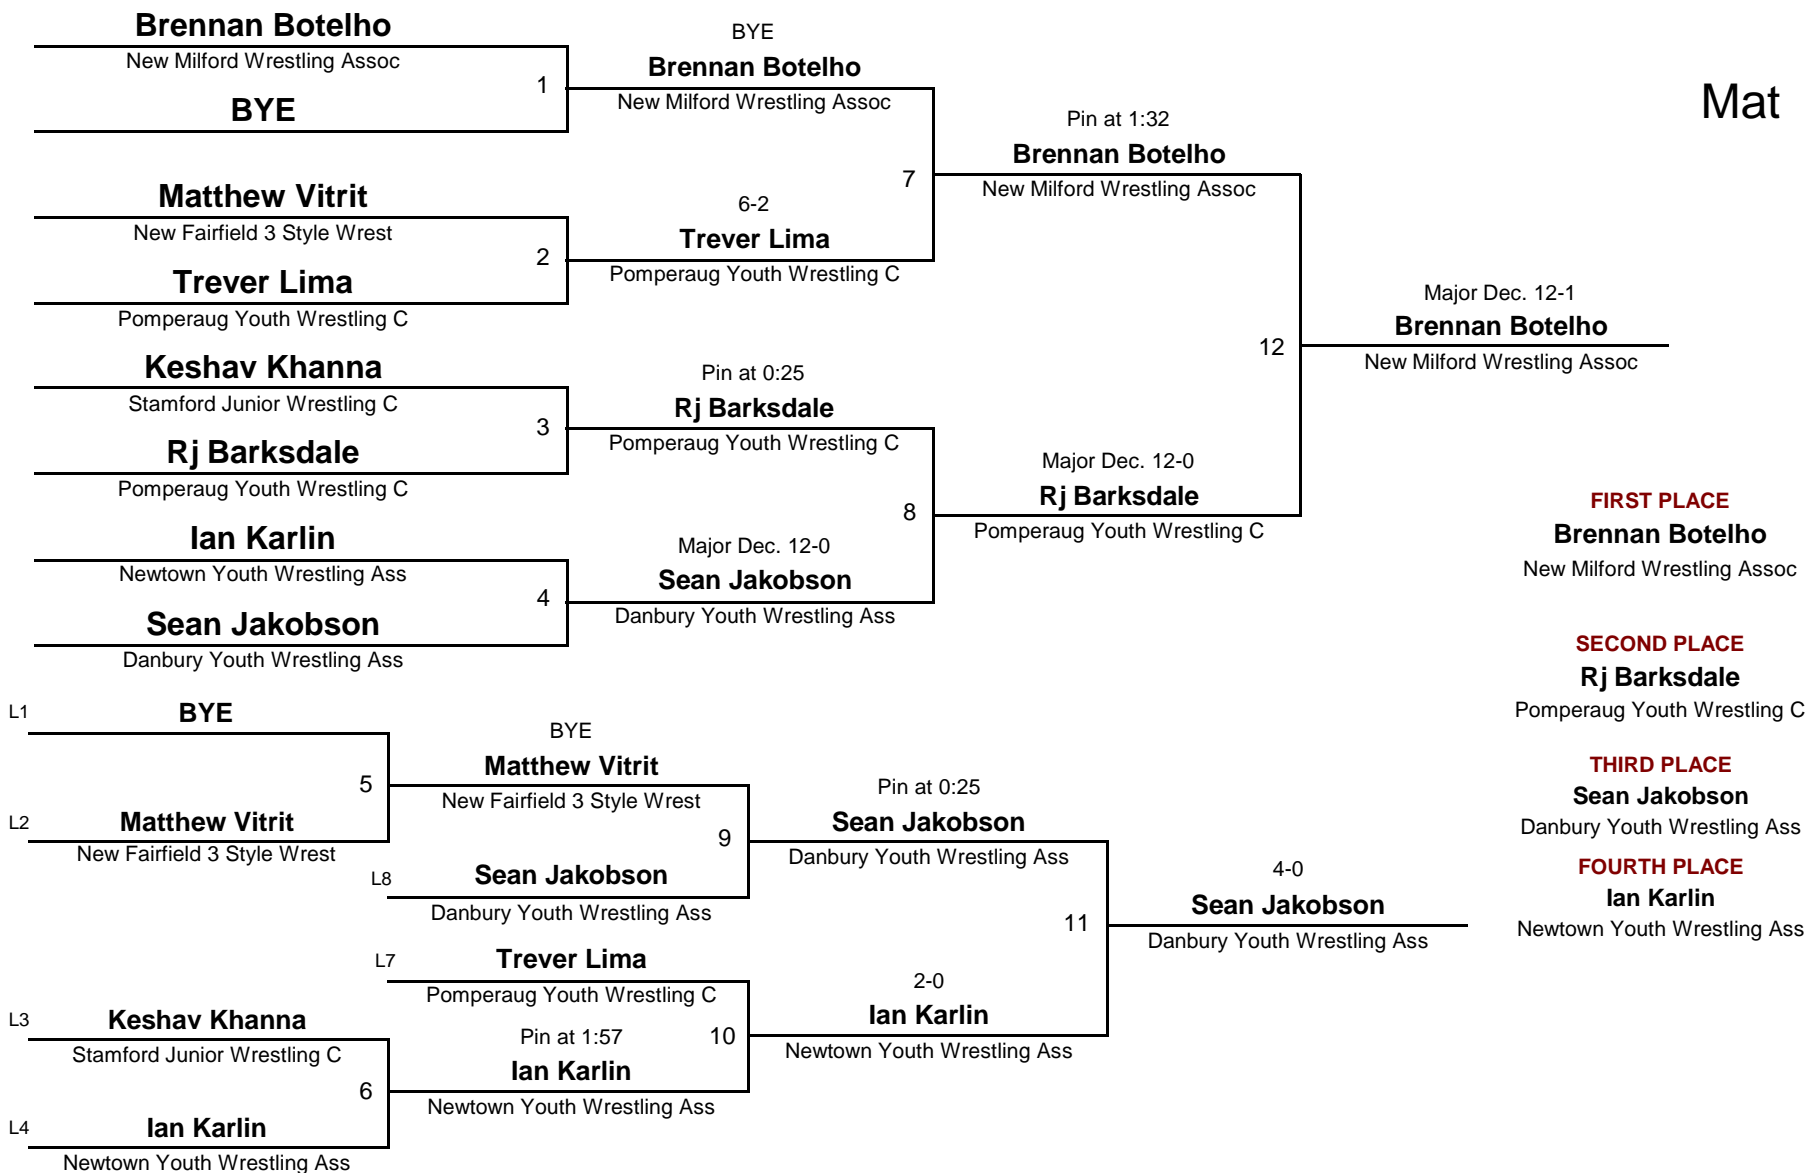 Brennan Botelho
New Milford Wrestling Assoc
1
BYE
Matthew Vitrit
New Fairfield 3 Style Wrest
2
Trever Lima
Pomperaug Youth Wrestling C
Keshav Khanna
Stamford Junior Wrestling C
3
Rj Barksdale
Pomperaug Youth Wrestling C
Ian Karlin
Newtown Youth Wrestling Ass
4
Sean Jakobson
Danbury Youth Wrestling Ass
BYE
Brennan Botelho
New Milford Wrestling Assoc
7
6-2
Trever Lima
Pomperaug Youth Wrestling C
Pin at 0:25
Rj Barksdale
Pomperaug Youth Wrestling C
8
Major Dec. 12-0
Sean Jakobson
Danbury Youth Wrestling Ass
Pin at 1:32
Brennan Botelho
New Milford Wrestling Assoc
12
Major Dec. 12-0
Rj Barksdale
Pomperaug Youth Wrestling C
Major Dec. 12-1
Brennan Botelho
New Milford Wrestling Assoc
Mat
FIRST PLACE
Brennan Botelho
New Milford Wrestling Assoc
SECOND PLACE
Rj Barksdale
Pomperaug Youth Wrestling C
THIRD PLACE
Sean Jakobson
Danbury Youth Wrestling Ass
FOURTH PLACE
Ian Karlin
Newtown Youth Wrestling Ass
L1 BYE
5
L2 Matthew Vitrit
New Fairfield 3 Style Wrest
L3 Keshav Khanna
Stamford Junior Wrestling C
6
L4 Ian Karlin
Newtown Youth Wrestling Ass
BYE
Matthew Vitrit
New Fairfield 3 Style Wrest
9
L8 Sean Jakobson
Danbury Youth Wrestling Ass
L7 Trever Lima
Pomperaug Youth Wrestling C
10
Pin at 1:57
Ian Karlin
Newtown Youth Wrestling Ass
Pin at 0:25
Sean Jakobson
Danbury Youth Wrestling Ass
11
2-0
Ian Karlin
Newtown Youth Wrestling Ass
4-0
Sean Jakobson
Danbury Youth Wrestling Ass